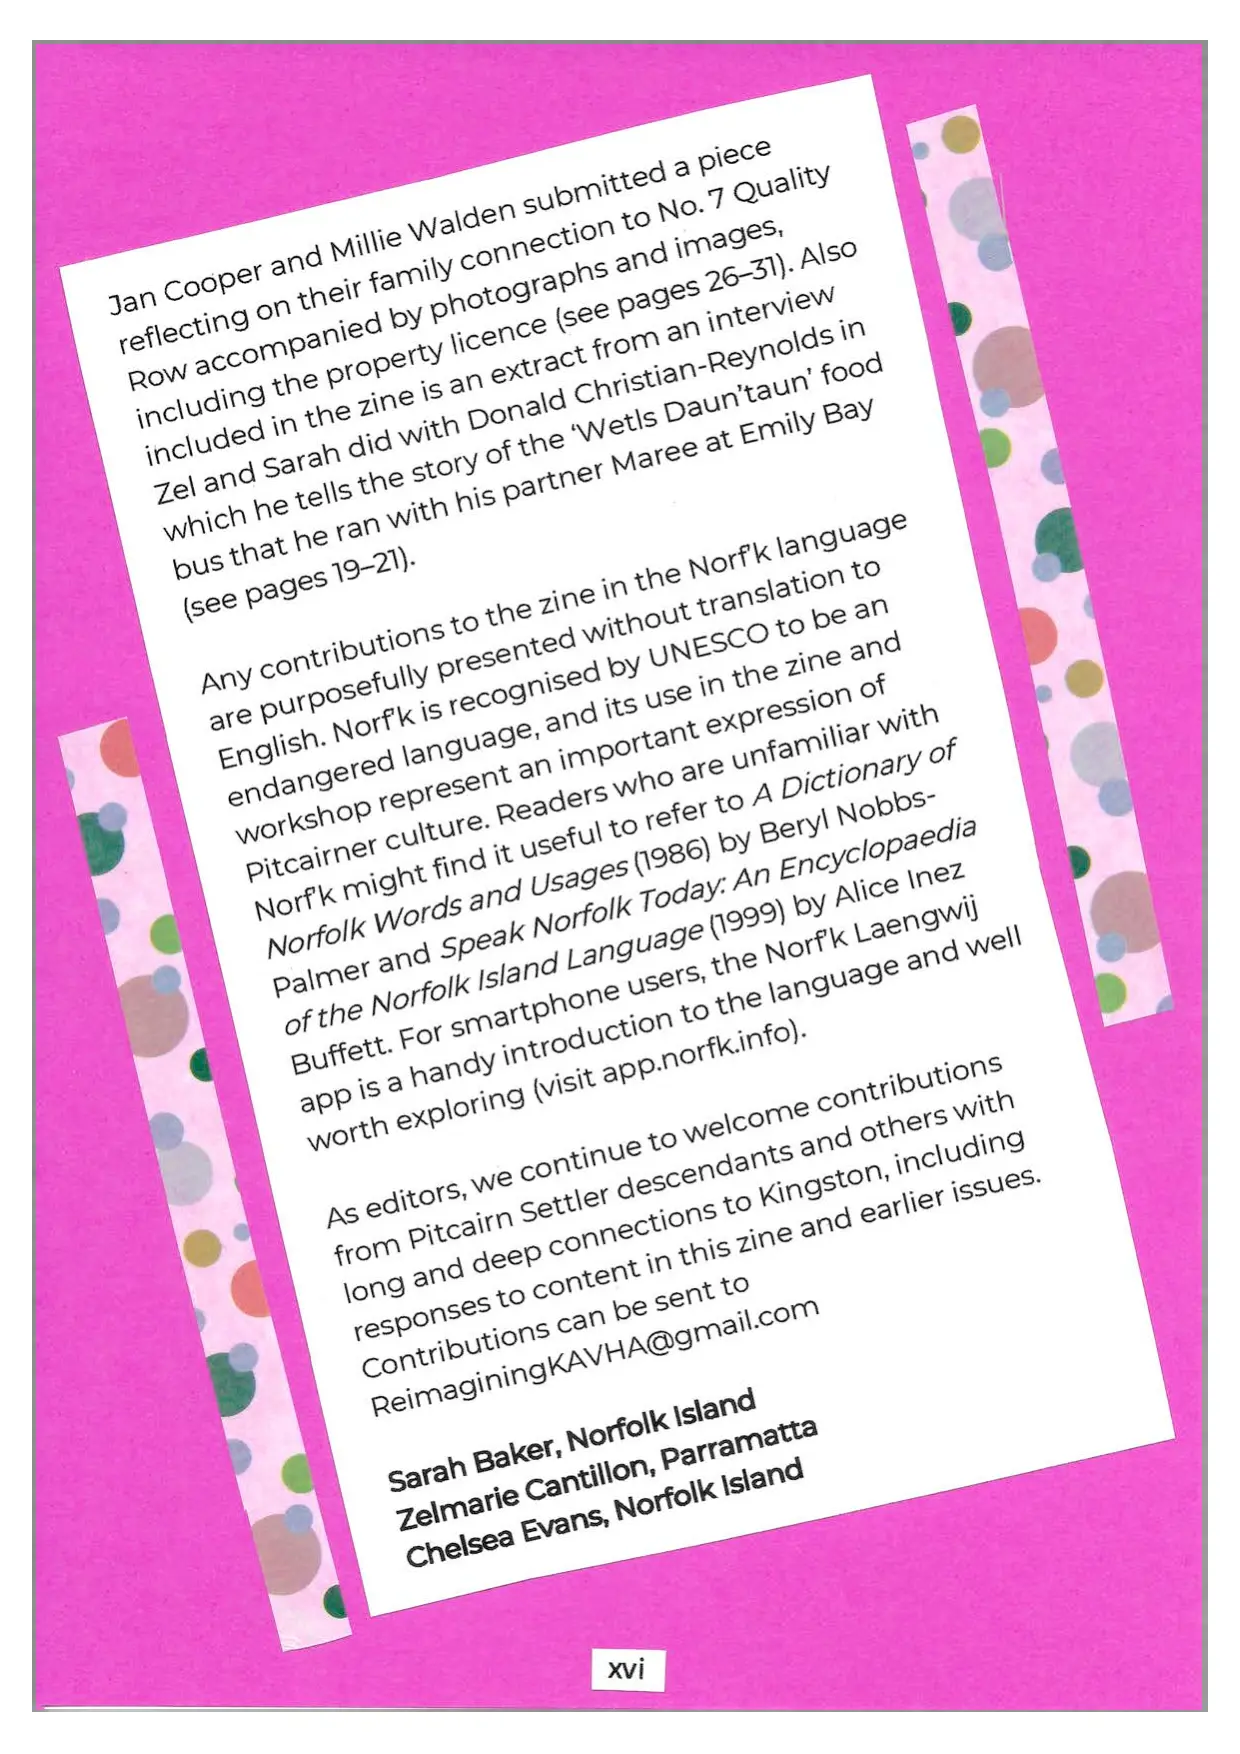 Jan Cooper and Millie Walden submitted a piece
reflecting on their family connection to No. 7 Quality
Row accompanied by photographs and images,
including the property licence (see pages 26–31). Also
included in the zine is an extract from an interview
Zel and Sarah did with Donald Christian-Reynolds in
which he tells the story of the ‘Wetls Daun’taun’ food
bus that he ran with his partner Maree at Emily Bay
(see pages 19–21).
Any contributions to the zine in the Norf’k language
are purposefully presented without translation to
English. Norf’k is recognised by UNESCO to be an
endangered language, and its use in the zine and
workshop represent an important expression of
Pitcairner culture. Readers who are unfamiliar with
Norf’k might find it useful to refer to A Dictionary of
Norfolk Words and Usages (1986) by Beryl Nobbs-
Palmer and Speak Norfolk Today: An Encyclopaedia
of the Norfolk Island Language (1999) by Alice Inez
Buffett. For smartphone users, the Norf’k Laengwij
app is a handy introduction to the language and well
worth exploring (visit app.norfk.info).
As editors, we continue to welcome contributions
from Pitcairn Settler descendants and others with
long and deep connections to Kingston, including
responses to content in this zine and earlier issues.
Contributions can be sent to
ReimaginingKAVHA@gmail.com
Sarah Baker, Norfolk Island
Zelmarie Cantillon, Parramatta
Chelsea Evans, Norfolk Island
xvi